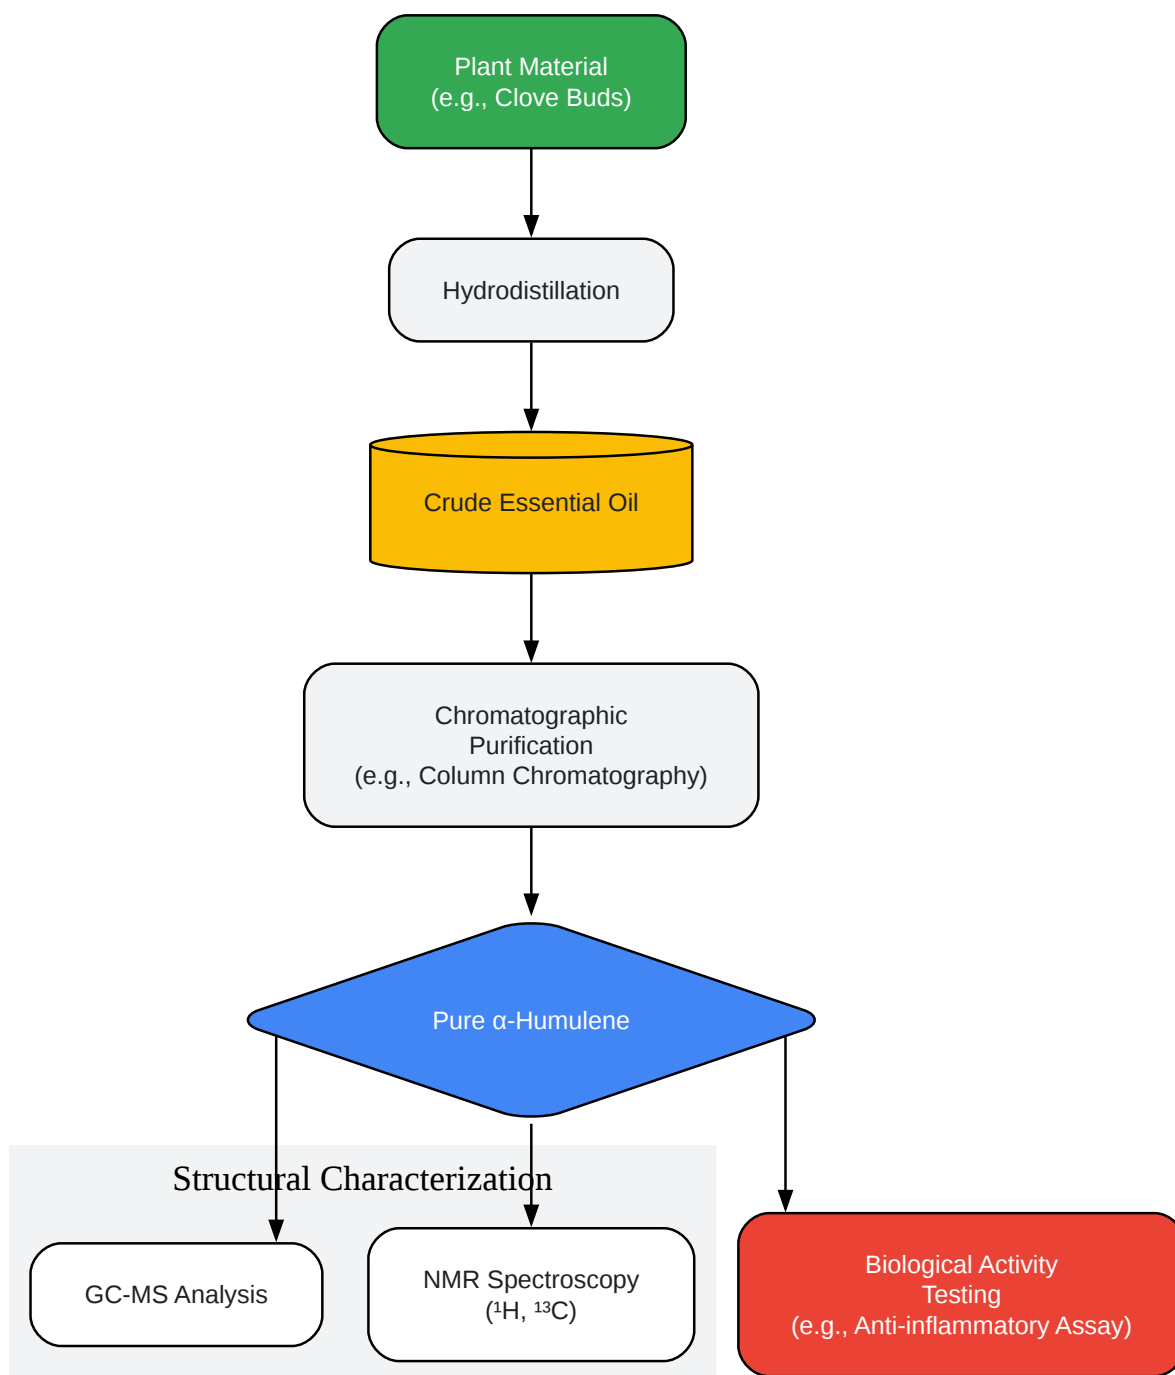 Plant Material
(e.g., Clove Buds)
Hydrodistillation
Crude Essential Oil
Chromatographic
Purification
(e.g., Column Chromatography)
Pure α-Humulene
Structural Characterization
GC-MS Analysis
NMR Spectroscopy
(¹H, ¹³C)
Biological Activity
Testing
(e.g., Anti-inflammatory Assay)